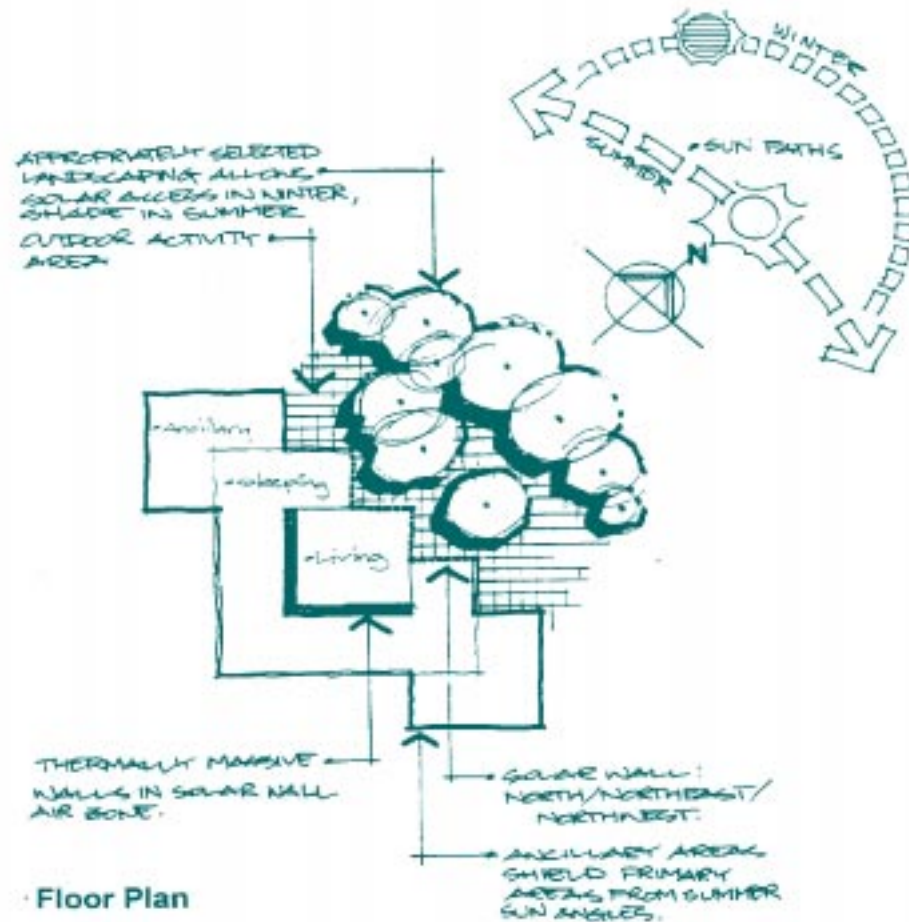 WINTER
SUMMER
SUN PATHS
N
APPROPRIATELY SELECTED
LANDSCAPING ALLOWS
SOLAR ACCESS IN WINTER,
SHADE IN SUMMER
OUTDOOR ACTIVITY
AREA
Ancillary
Sleeping
Living
THERMALLY MASSIVE
WALLS IN SOLAR WALL
AIR ZONE.
SOLAR WALL:
NORTH/NORTHEAST/
NORTHWEST.
ANCILLARY AREAS
SHIELD PRIMARY
AREAS FROM SUMMER
SUN ANGLES.
Floor Plan